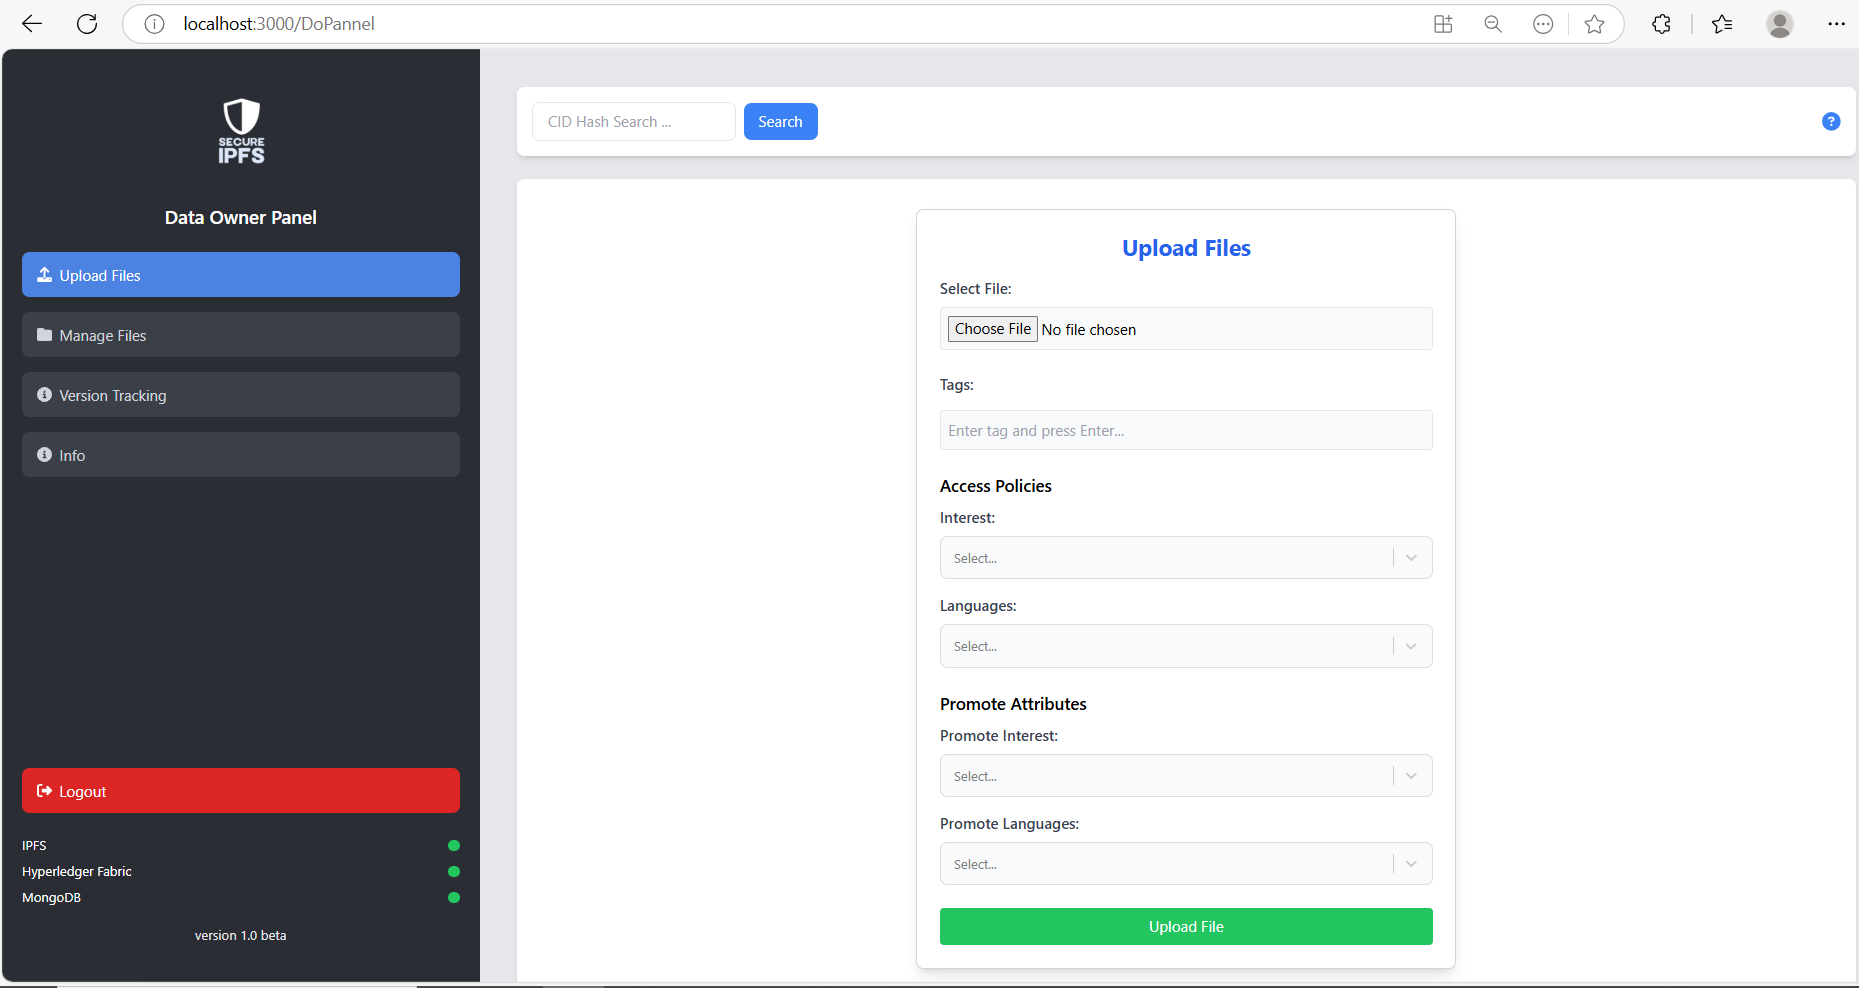 localhost:3000/DoPannel
SECURE
IPFS
Data Owner Panel
Upload Files
Manage Files
Version Tracking
Info
Logout
IPFS
Hyperledger Fabric
MongoDB
version 1.0 beta
CID Hash Search ...
Search
?
Upload Files
Select File:
Choose File No file chosen
Tags:
Enter tag and press Enter...
Access Policies
Interest:
Select...
Languages:
Select...
Promote Attributes
Promote Interest:
Select...
Promote Languages:
Select...
Upload File